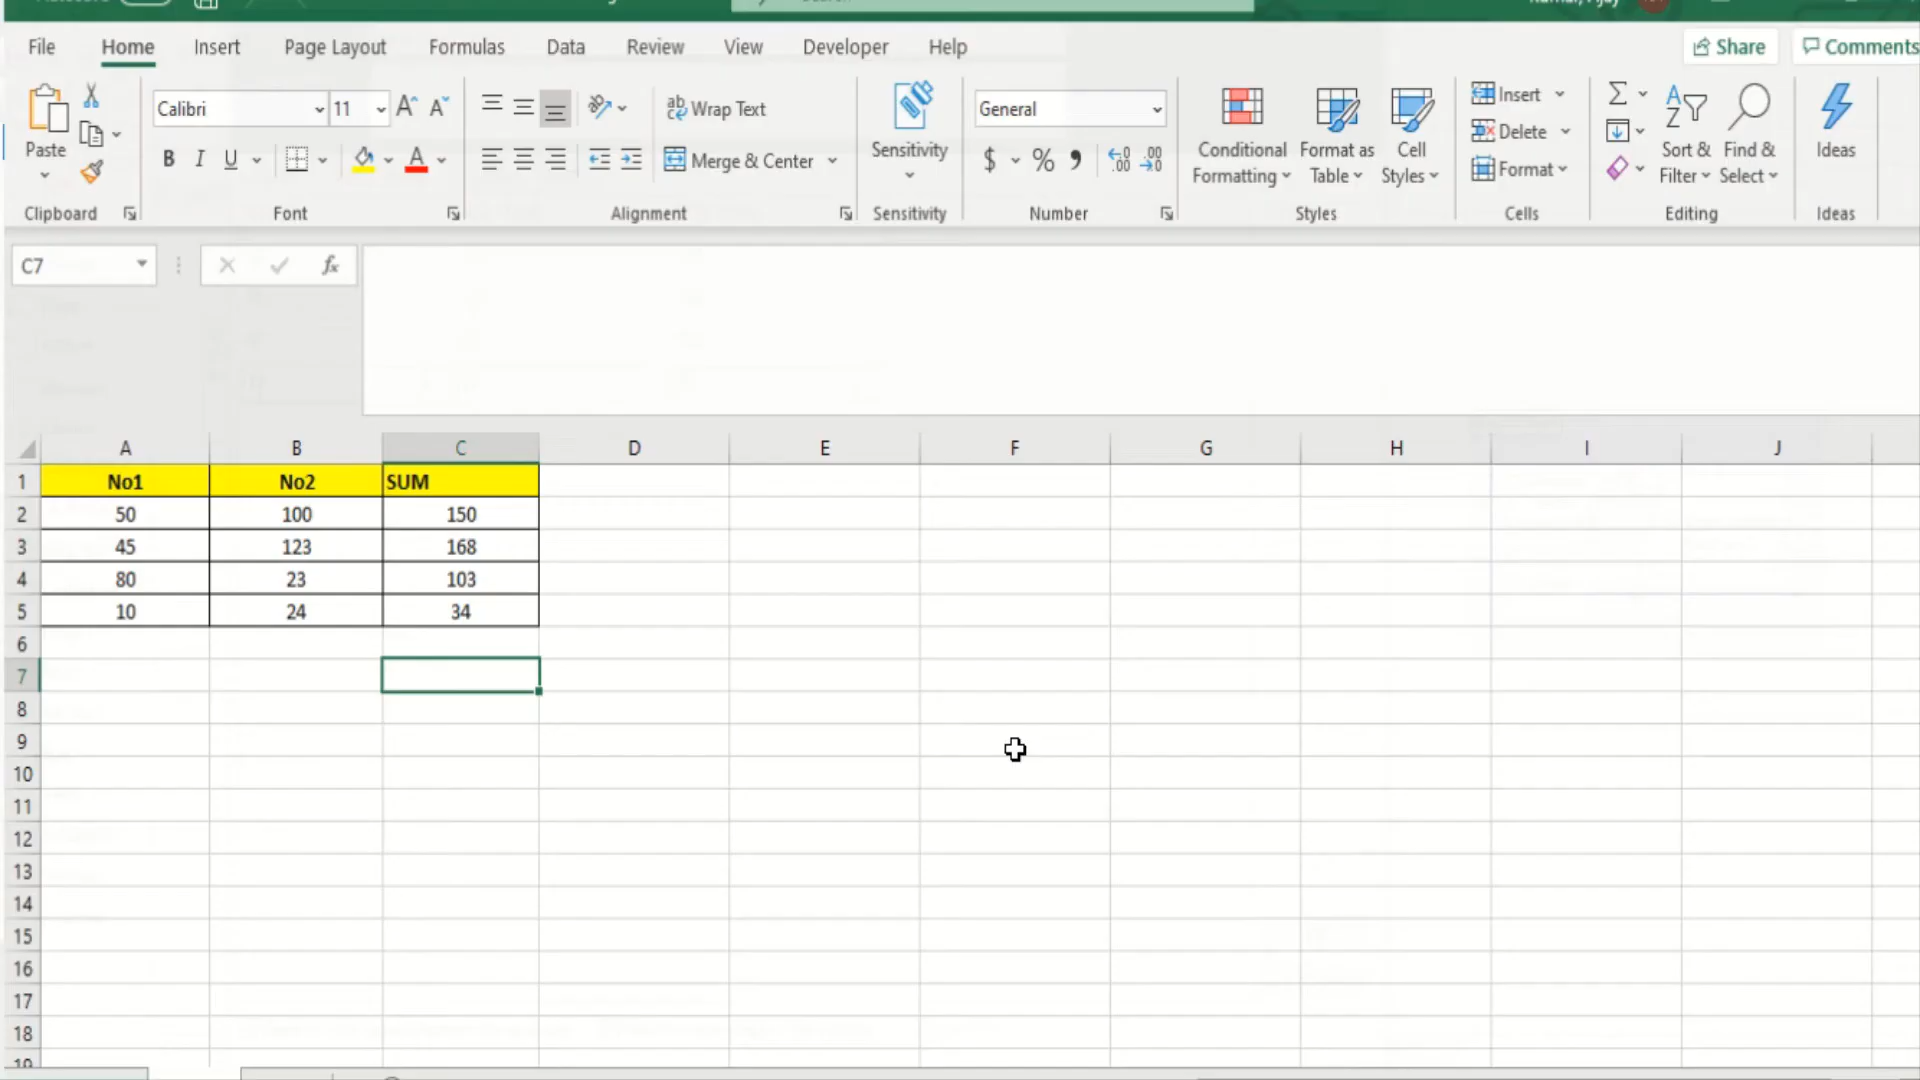 File Home Insert Page Layout Formulas Data Review View Developer Help Share Comments
Calibri 11 Wrap Text General Insert
Paste B I U Merge & Center Sensitivity $ % Conditional Formatting Format as Table Cell Styles Delete Sort & Filter Find & Select Ideas
Format
Clipboard Font Alignment Sensitivity Number Styles Cells Editing Ideas
C7 fx
A B C D E F G H I J
1 No1 No2 SUM
2 50 100 150
3 45 123 168
4 80 23 103
5 10 24 34
6
7
8
9
10
11
12
13
14
15
16
17
18
19